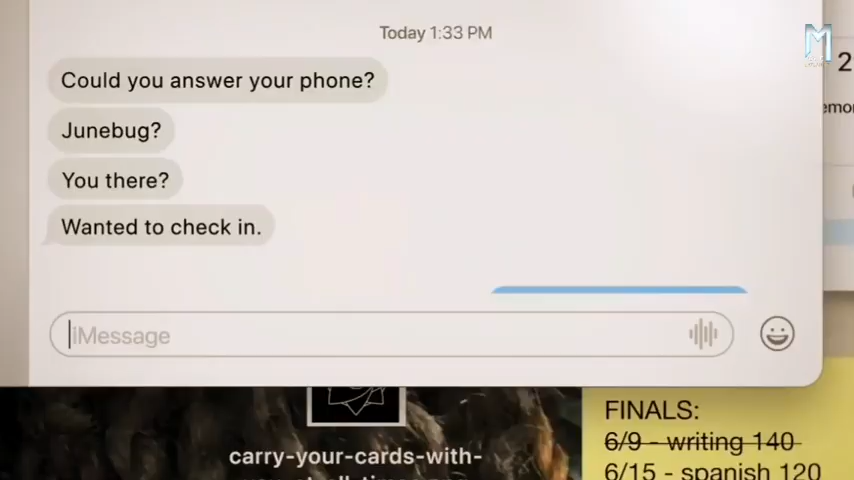 Today 1:33 PM
Could you answer your phone?
Junebug?
You there?
Wanted to check in.
iMessage
M
2
carry-your-cards-with-
FINALS:
6/9 - writing 140
6/15 - spanish 120